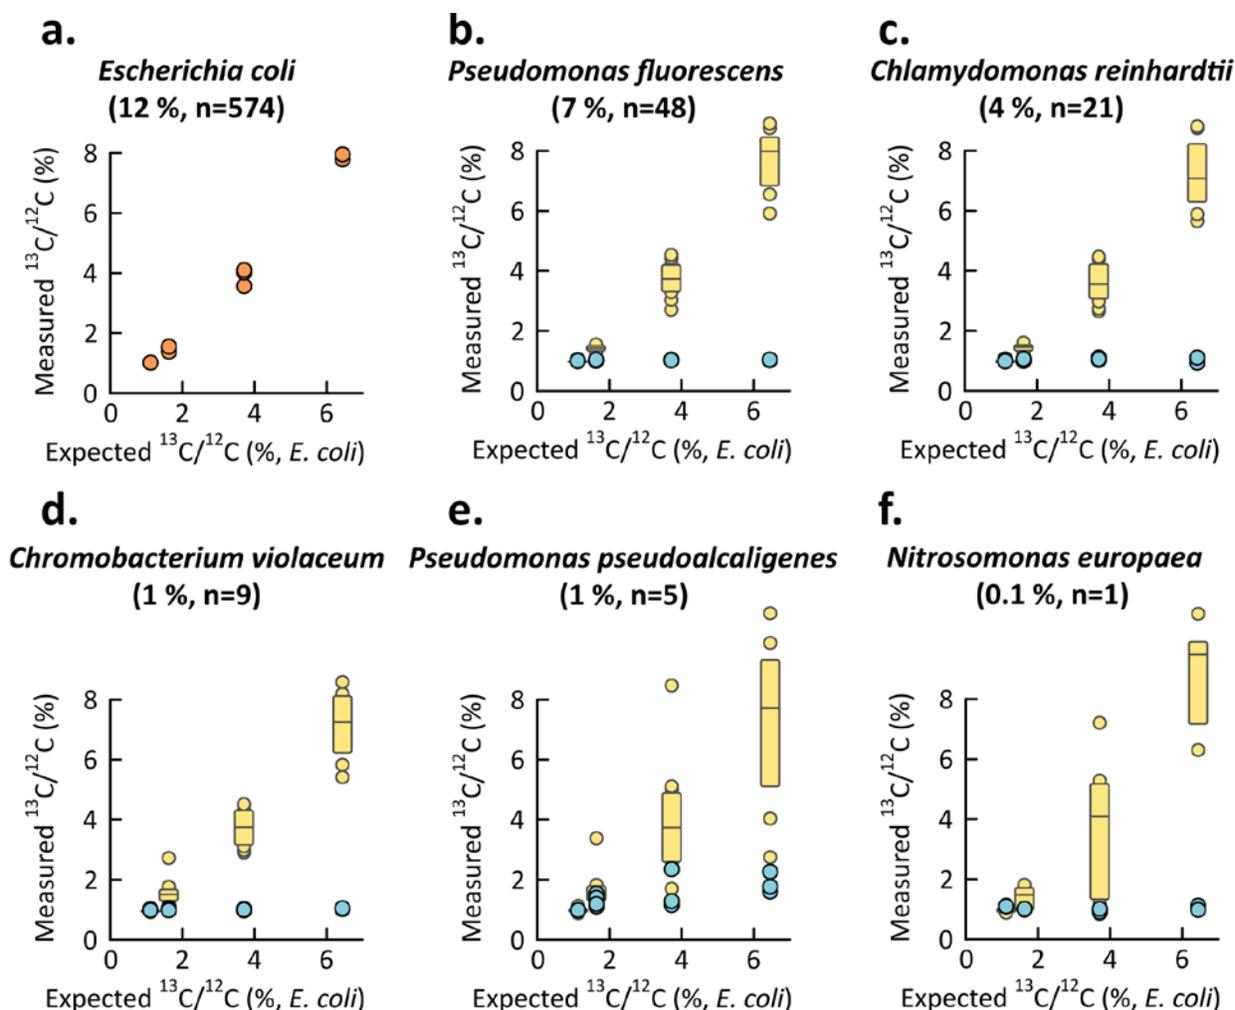 a.
Escherichia coli
(12 %, n=574)
Measured ¹³C/¹²C (%)
8
6
4
2
0
0 2 4 6
Expected ¹³C/¹²C (%, E. coli)
b.
Pseudomonas fluorescens
(7 %, n=48)
Measured ¹³C/¹²C (%)
8
6
4
2
0
0 2 4 6
Expected ¹³C/¹²C (%, E. coli)
c.
Chlamydomonas reinhardtii
(4 %, n=21)
Measured ¹³C/¹²C (%)
8
6
4
2
0
0 2 4 6
Expected ¹³C/¹²C (%, E. coli)
d.
Chromobacterium violaceum
(1 %, n=9)
Measured ¹³C/¹²C (%)
8
6
4
2
0
0 2 4 6
Expected ¹³C/¹²C (%, E. coli)
e.
Pseudomonas pseudoalcaligenes
(1 %, n=5)
Measured ¹³C/¹²C (%)
8
6
4
2
0
0 2 4 6
Expected ¹³C/¹²C (%, E. coli)
f.
Nitrosomonas europaea
(0.1 %, n=1)
Measured ¹³C/¹²C (%)
8
6
4
2
0
0 2 4 6
Expected ¹³C/¹²C (%, E. coli)